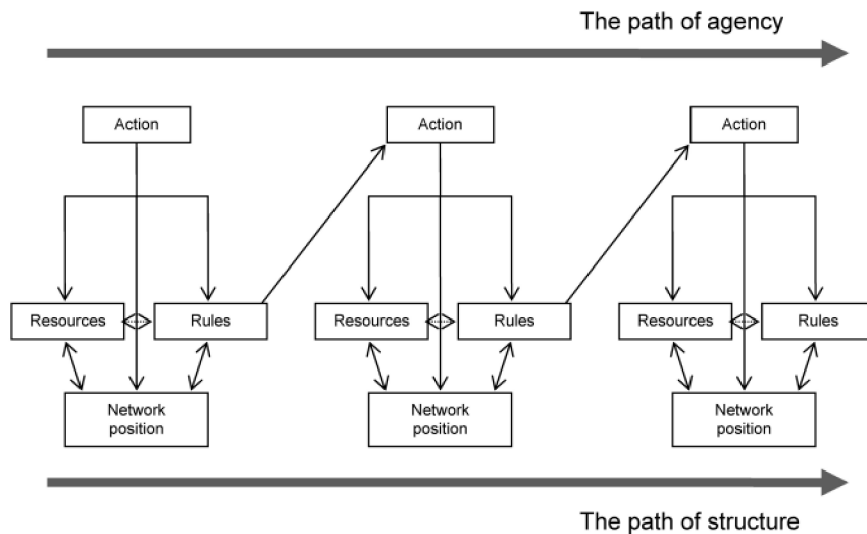 The path of agency
Action
Action
Action
Resources
Rules
Resources
Rules
Resources
Rules
Network
position
Network
position
Network
position
The path of structure